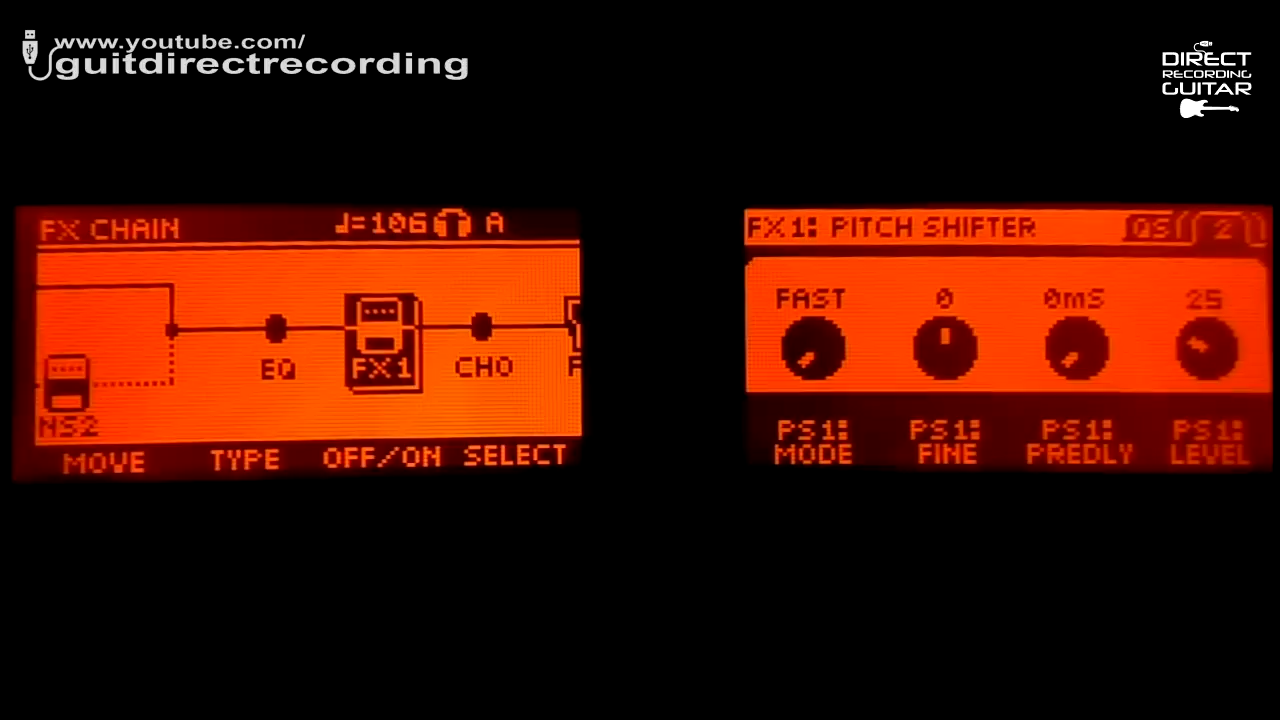 www.youtube.com/
guitdirectrecording
DIRECT
RECORDING
GUITAR
FX CHAIN ♩=106 A
EQ FX1 CHO
NS2
MOVE TYPE OFF/ON SELECT
FX1: PITCH SHIFTER QS 2
FAST 0 0mS 25
PS1: MODE PS1: FINE PS1: PREDLY PS1: LEVEL